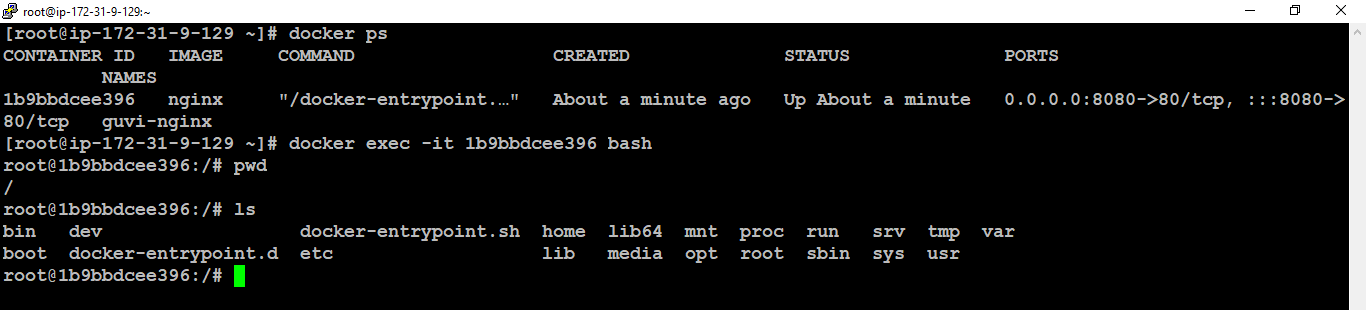 root@ip-172-31-9-129:~
[root@ip-172-31-9-129 ~]# docker ps
CONTAINER ID   IMAGE     COMMAND                  CREATED              STATUS              PORTS
         NAMES
1b9bbdcee396   nginx     "/docker-entrypoint.…"   About a minute ago   Up About a minute   0.0.0.0:8080->80/tcp, :::8080->
80/tcp   guvi-nginx
[root@ip-172-31-9-129 ~]# docker exec -it 1b9bbdcee396 bash
root@1b9bbdcee396:/# pwd
/
root@1b9bbdcee396:/# ls
bin   dev                  docker-entrypoint.sh  home  lib64  mnt  proc  run   srv  tmp  var
boot  docker-entrypoint.d  etc                   lib   media  opt  root  sbin  sys  usr
root@1b9bbdcee396:/#